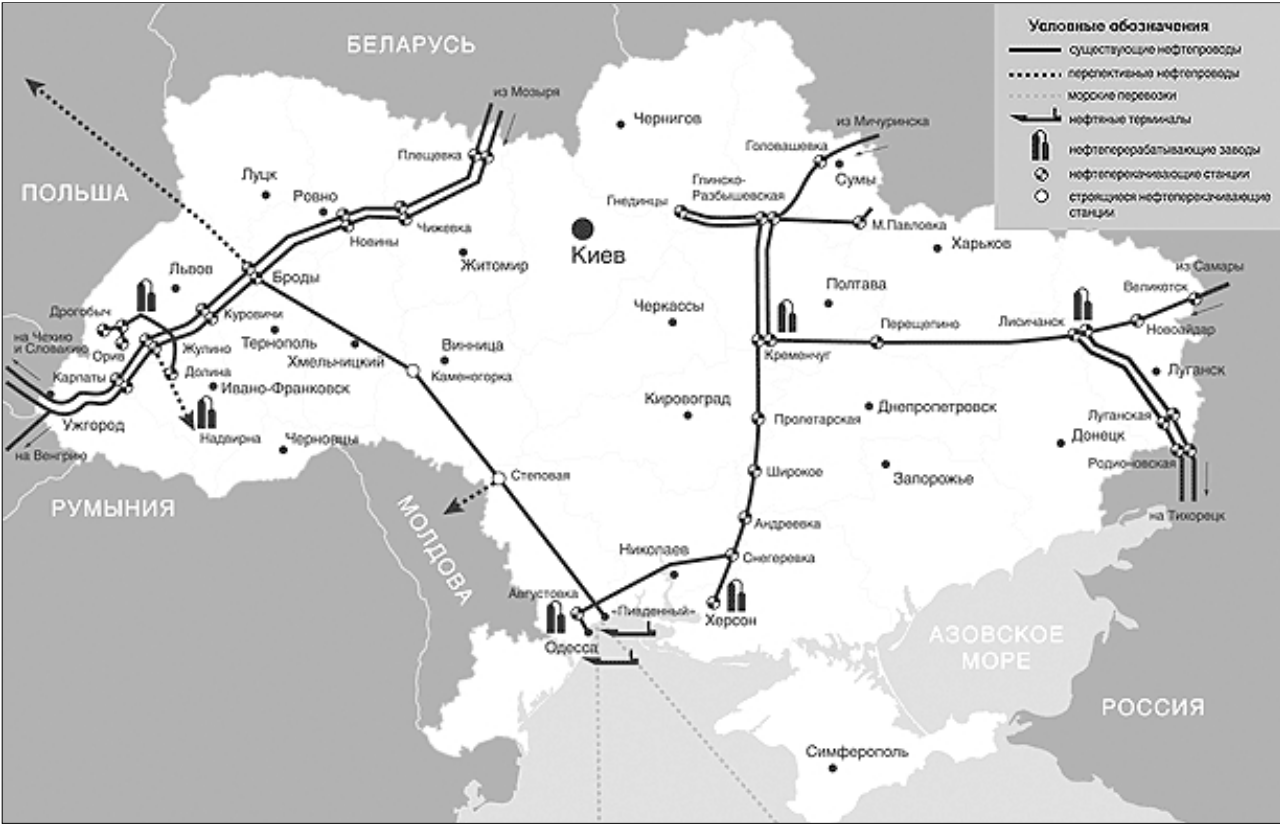 Условные обозначения
существующие нефтепроводы
перспективные нефтепроводы
морские перевозки
нефтяные терминалы
нефтеперерабатывающие заводы
нефтеперекачивающие станции
строящиеся нефтеперекачивающие
станции
БЕЛАРУСЬ
из Мозыря
Чернигов
из Мичуринска
Головашевка
Плещевка
Сумы
Луцк
ПОЛЬША
Ровно
Глинско-
Разбышевская
Гнединцы
Чижевка
М.Павловка
Новины
Киев
Харьков
Житомир
Львов
Броды
из Самары
Полтава
Великотск
Дрогобыч
Куровичи
Черкассы
Лисичанск
Новоайдар
на Чехию
и Словакию
Орив
Жулино
Тернополь
Винница
Перещепино
Хмельницкий
Кременчуг
Карпаты
Долина
Каменогорка
Луганск
Ивано-Франковск
Кировоград
Днепропетровск
Ужгород
Пролетарская
Луганская
Надвирна
Черновцы
Донецк
на Венгрию
Родионовская
Степовая
Широкое
Запорожье
РУМЫНИЯ
МОЛДОВА
на Тихорецк
Андреевка
Николаев
Снегеревка
Августовка
«Пивденный»
Херсон
Одесса
АЗОВСКОЕ
МОРЕ
РОССИЯ
Симферополь